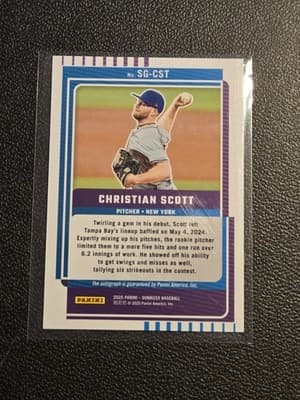 No. SG-CST
CHRISTIAN SCOTT
PITCHER • NEW YORK
Twirling a gem in his debut, Scott left
Tampa Bay's lineup baffled on May 4, 2024.
Expertly mixing up his pitches, the rookie pitcher
limited them to a mere five hits and one run over
6.2 innings of work. He showed off his ability
to get swings and misses as well,
tallying six strikeouts in the contest.
The autograph is guaranteed by Panini America, Inc.
PANINI
2025 PANINI - DONRUSS BASEBALL
© 2025 Panini America, Inc.